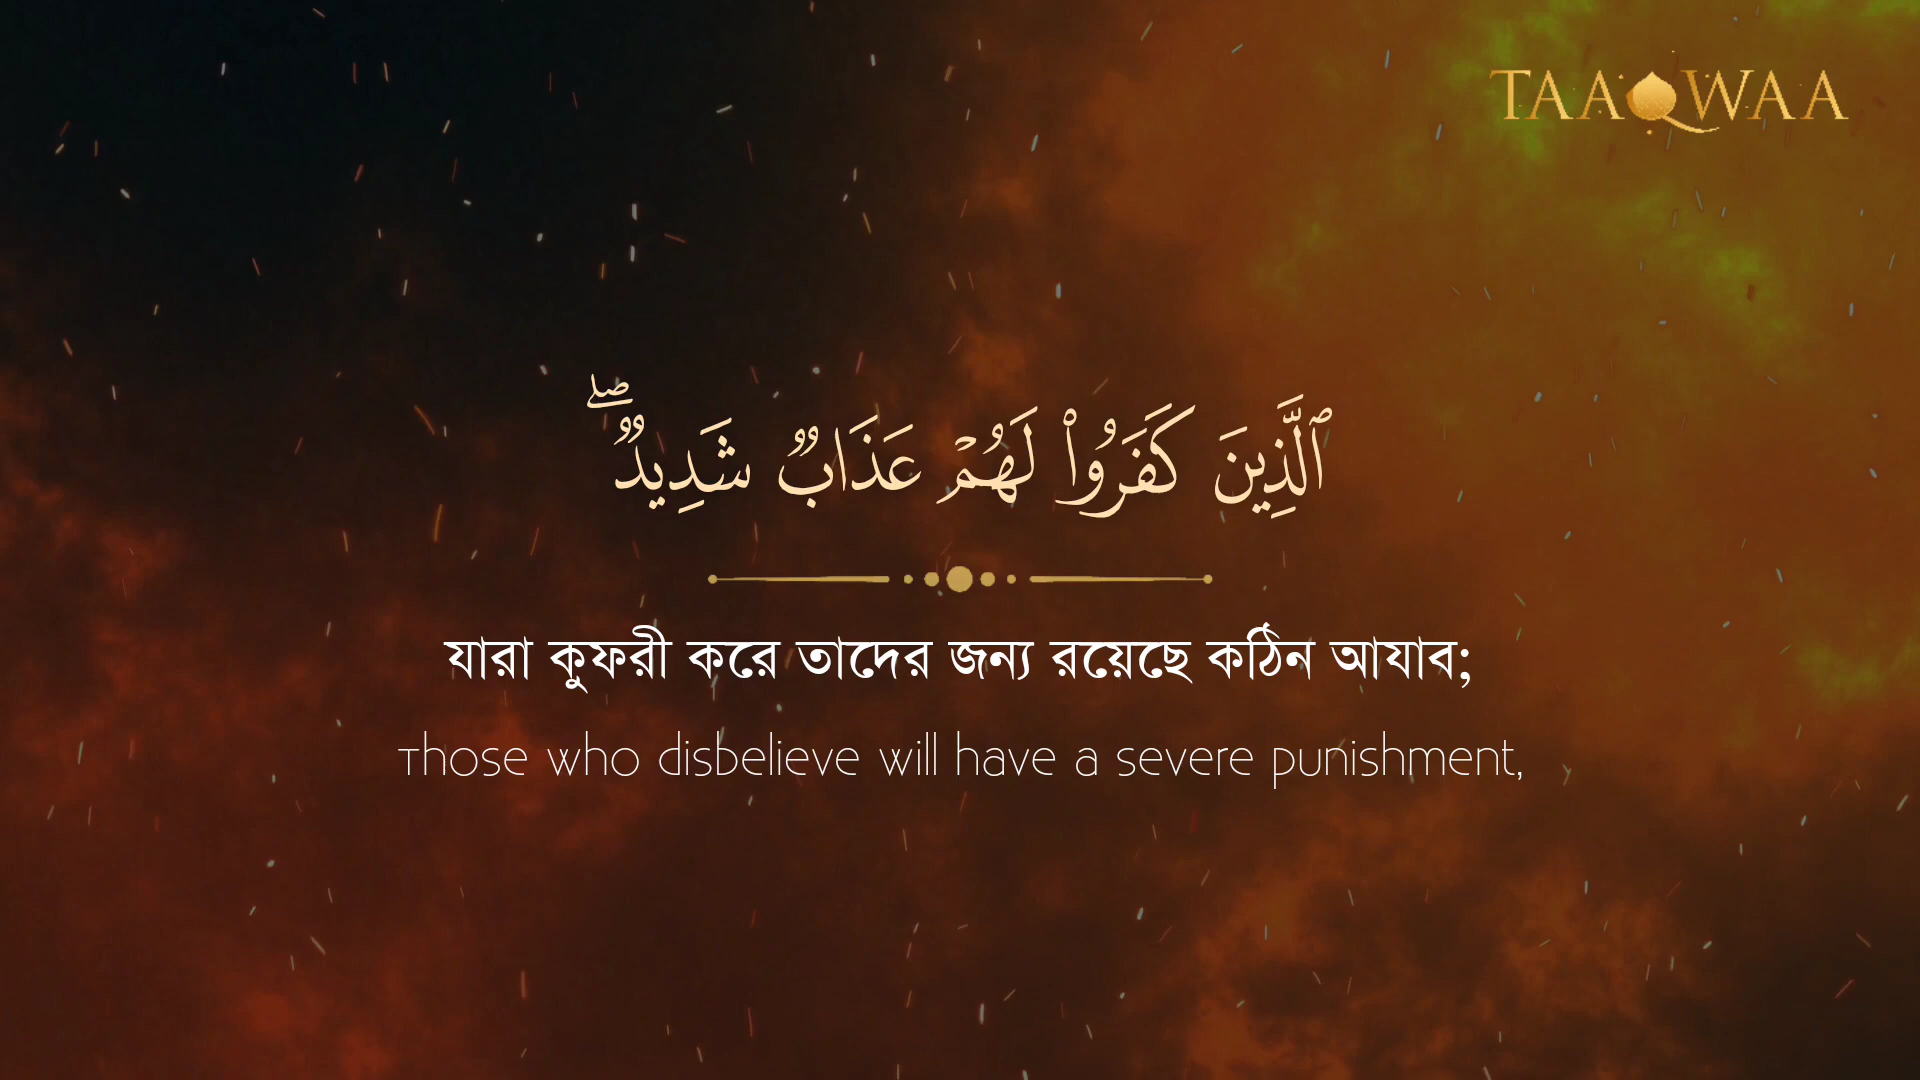 TAAQWAA
ٱلَّذِينَ كَفَرُوا۟ لَهُمْ عَذَابٌۭ شَدِيدٌۭ ۖ
যারা কুফরী করে তাদের জন্য রয়েছে কঠিন আযাব;
Those who disbelieve will have a severe punishment,